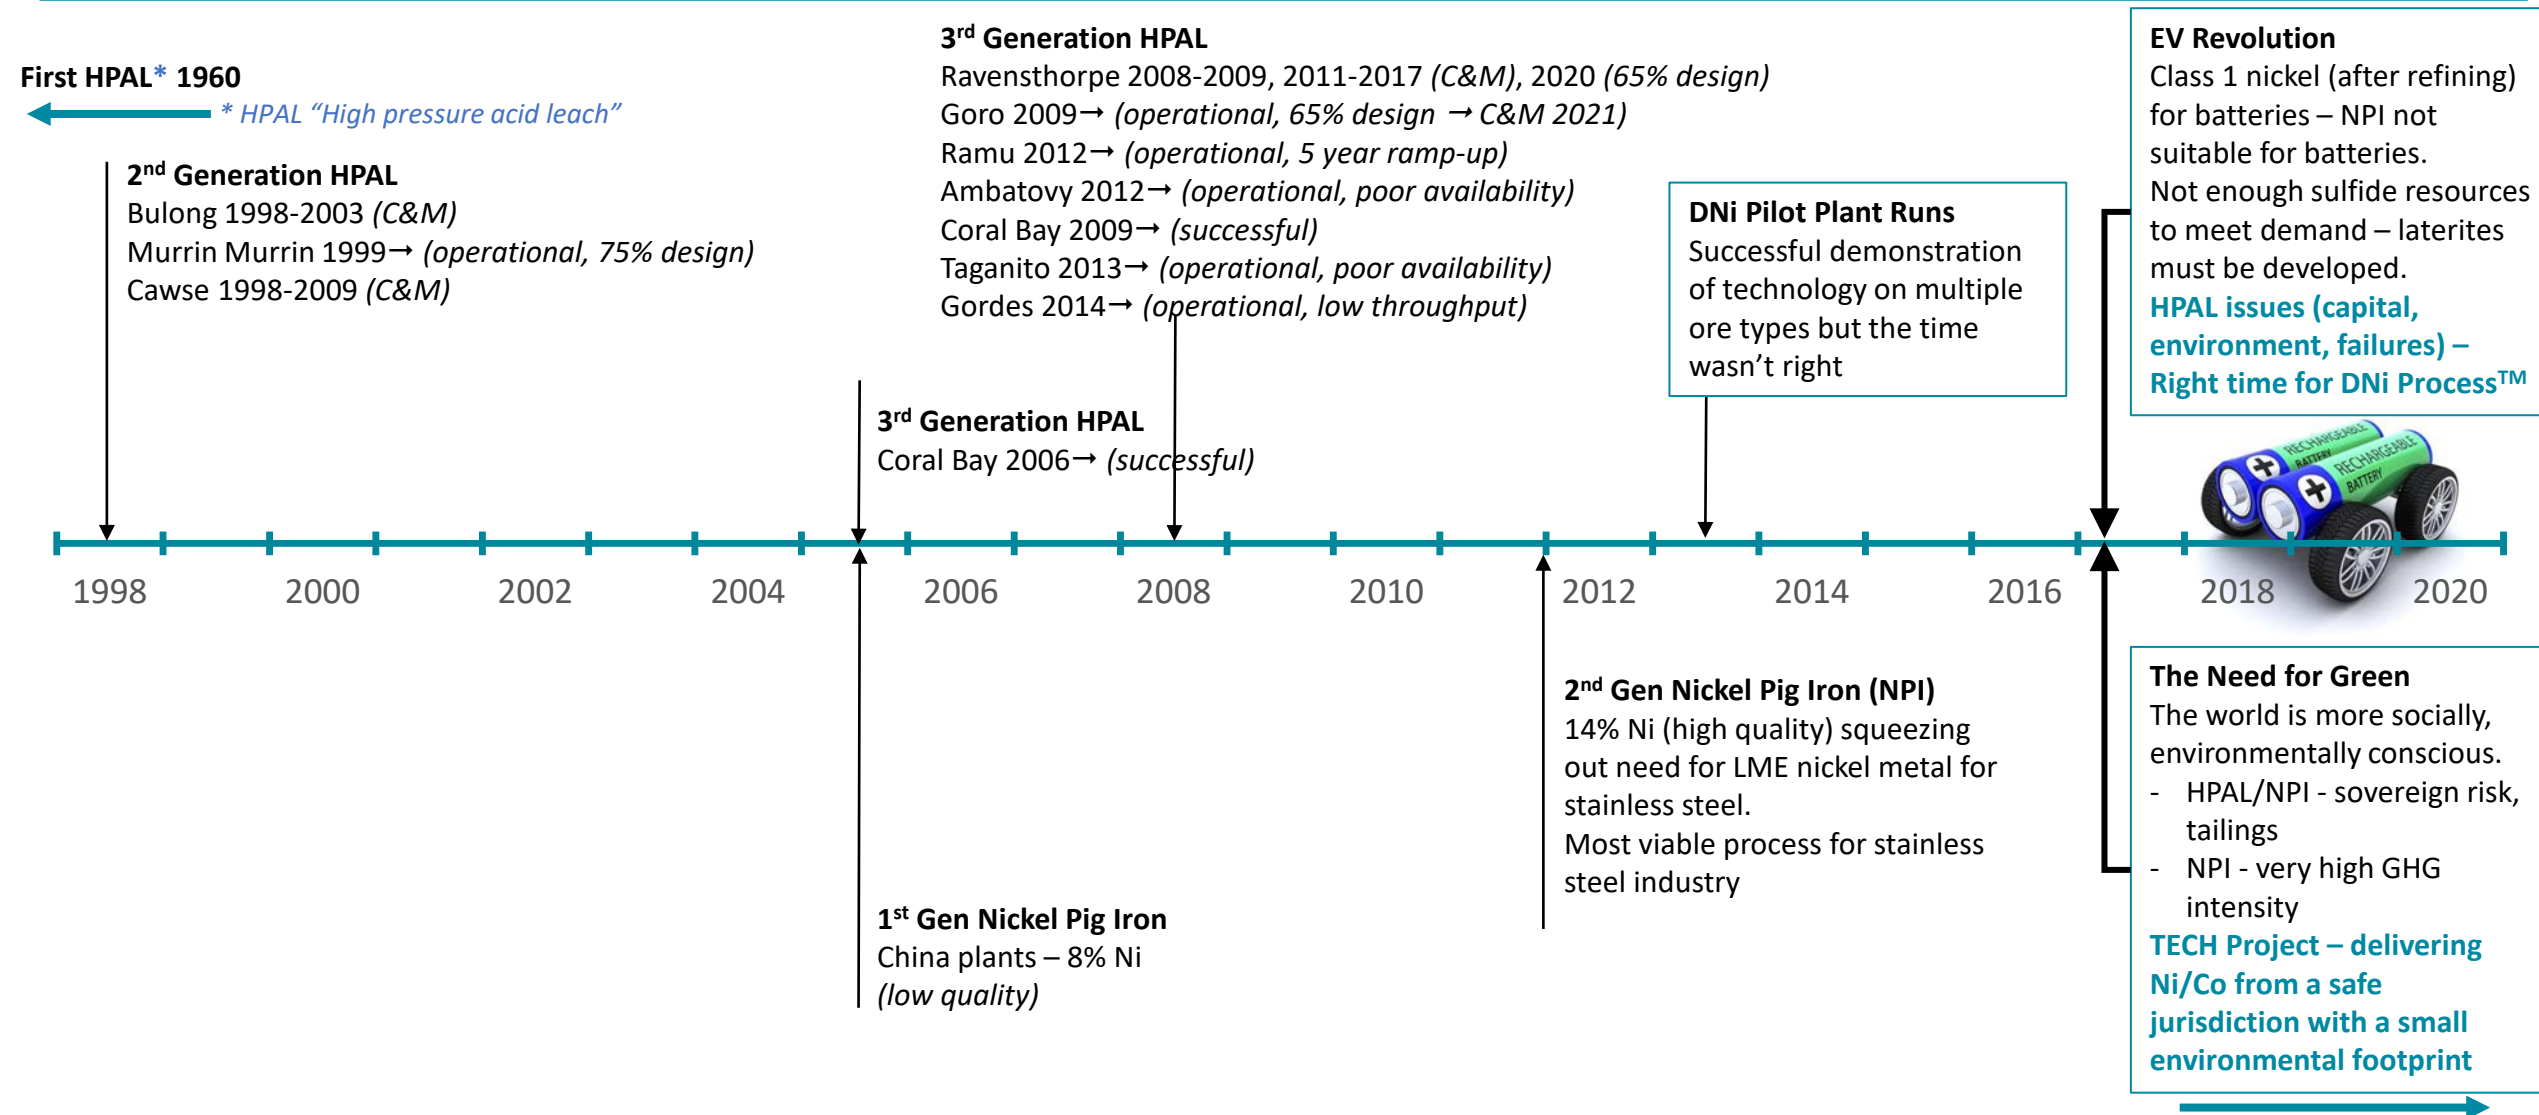 First HPAL* 1960
* HPAL “High pressure acid leach”
2nd Generation HPAL
Bulong 1998-2003 (C&M)
Murrin Murrin 1999→ (operational, 75% design)
Cawse 1998-2009 (C&M)
3rd Generation HPAL
Ravensthorpe 2008-2009, 2011-2017 (C&M), 2020 (65% design)
Goro 2009→ (operational, 65% design → C&M 2021)
Ramu 2012→ (operational, 5 year ramp-up)
Ambatovy 2012→ (operational, poor availability)
Coral Bay 2009→ (successful)
Taganito 2013→ (operational, poor availability)
Gordes 2014→ (operational, low throughput)
3rd Generation HPAL
Coral Bay 2006→ (successful)
DNi Pilot Plant Runs
Successful demonstration
of technology on multiple
ore types but the time
wasn’t right
EV Revolution
Class 1 nickel (after refining)
for batteries – NPI not
suitable for batteries.
Not enough sulfide resources
to meet demand – laterites
must be developed.
HPAL issues (capital,
environment, failures) –
Right time for DNi Process™
RECHARGEABLE
BATTERY
RECHARGEABLE
BATTERY
1998 2000 2002 2004 2006 2008 2010 2012 2014 2016 2018 2020
1st Gen Nickel Pig Iron
China plants – 8% Ni
(low quality)
2nd Gen Nickel Pig Iron (NPI)
14% Ni (high quality) squeezing
out need for LME nickel metal for
stainless steel.
Most viable process for stainless
steel industry
The Need for Green
The world is more socially,
environmentally conscious.
- HPAL/NPI - sovereign risk,
tailings
- NPI - very high GHG
intensity
TECH Project – delivering
Ni/Co from a safe
jurisdiction with a small
environmental footprint